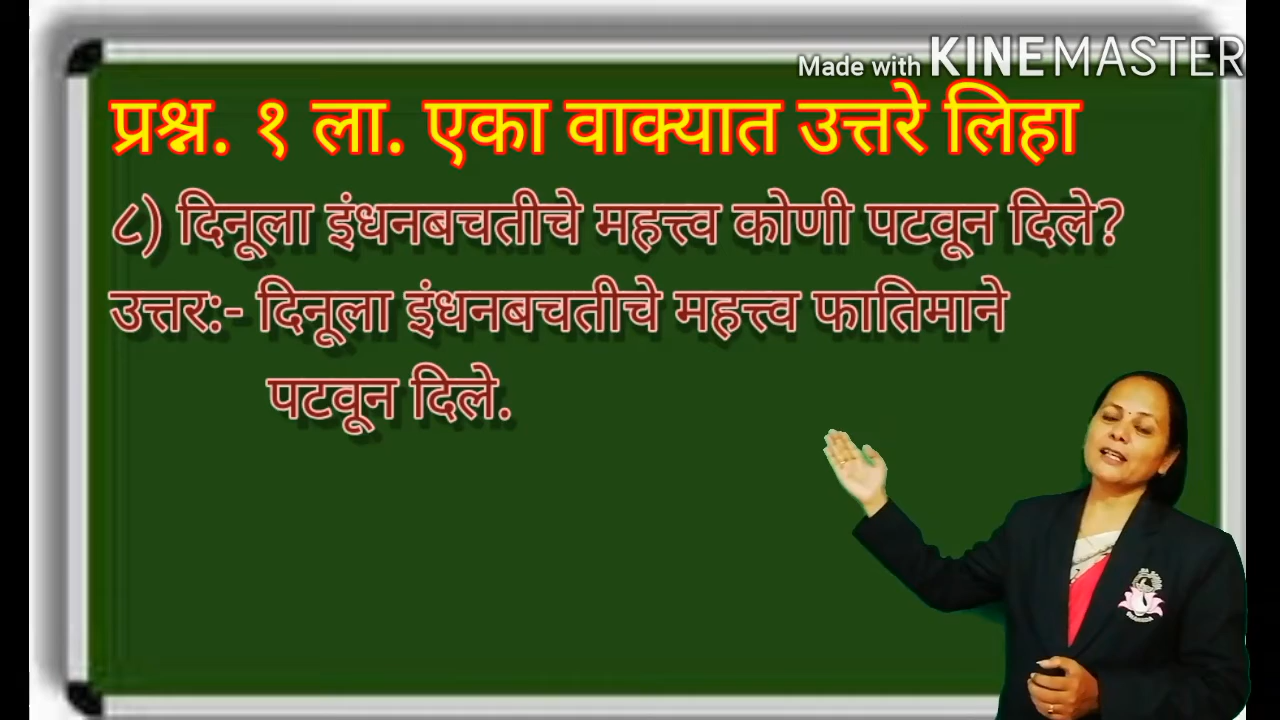 Made with KINEMASTER
प्रश्न. १ ला. एका वाक्यात उत्तरे लिहा
८) दिनूला इंधनबचतीचे महत्त्व कोणी पटवून दिले?
उत्तर:- दिनूला इंधनबचतीचे महत्त्व फातिमाने
पटवून दिले.